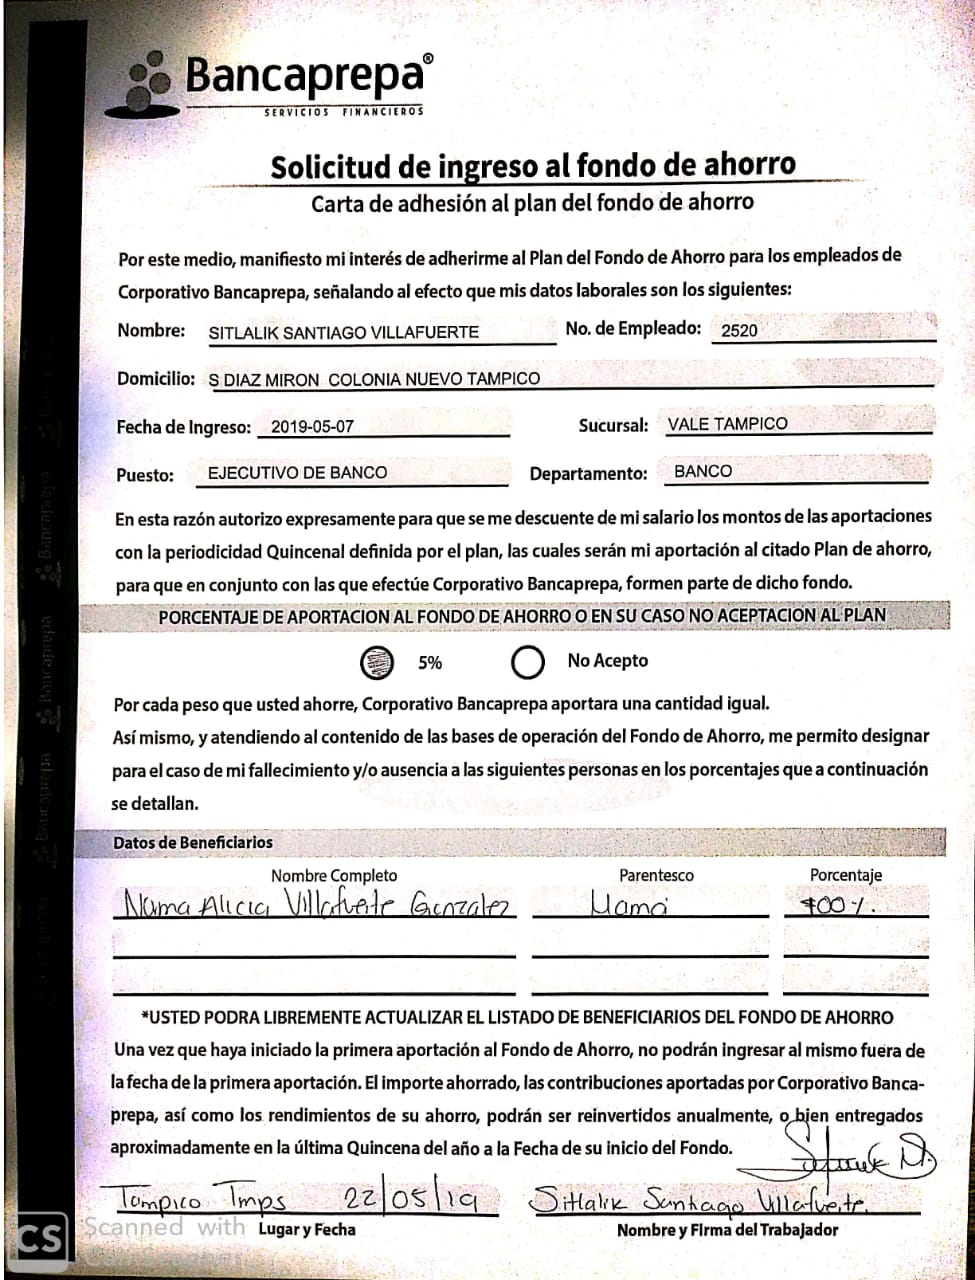 Bancaprepa®
SERVICIOS FINANCIEROS
Solicitud de ingreso al fondo de ahorro
Carta de adhesión al plan del fondo de ahorro
Por este medio, manifiesto mi interés de adherirme al Plan del Fondo de Ahorro para los empleados de
Corporativo Bancaprepa, señalando al efecto que mis datos laborales son los siguientes:
Nombre: SITLALIK SANTIAGO VILLAFUERTE No. de Empleado: 2520
Domicilio: S DIAZ MIRON COLONIA NUEVO TAMPICO
Fecha de Ingreso: 2019-05-07 Sucursal: VALE TAMPICO
Puesto: EJECUTIVO DE BANCO Departamento: BANCO
En esta razón autorizo expresamente para que se me descuente de mi salario los montos de las aportaciones
con la periodicidad Quincenal definida por el plan, las cuales serán mi aportación al citado Plan de ahorro,
para que en conjunto con las que efectúe Corporativo Bancaprepa, formen parte de dicho fondo.
PORCENTAJE DE APORTACION AL FONDO DE AHORRO O EN SU CASO NO ACEPTACION AL PLAN
5% No Acepto
Por cada peso que usted ahorre, Corporativo Bancaprepa aportara una cantidad igual.
Así mismo, y atendiendo al contenido de las bases de operación del Fondo de Ahorro, me permito designar
para el caso de mi fallecimiento y/o ausencia a las siguientes personas en los porcentajes que a continuación
se detallan.
Datos de Beneficiarios
Nombre Completo Parentesco Porcentaje
Alicia Villafuerte Gonzalez Mamá 100%.
*USTED PODRA LIBREMENTE ACTUALIZAR EL LISTADO DE BENEFICIARIOS DEL FONDO DE AHORRO
Una vez que haya iniciado la primera aportación al Fondo de Ahorro, no podrán ingresar al mismo fuera de
la fecha de la primera aportación. El importe ahorrado, las contribuciones aportadas por Corporativo Banca-
prepa, así como los rendimientos de su ahorro, podrán ser reinvertidos anualmente, o bien entregados
aproximadamente en la última Quincena del año a la Fecha de su inicio del Fondo.
Tampico Tmps 22/05/19 Sitlalik Santiago Villafuerte.
Lugar y Fecha Nombre y Firma del Trabajador
CS Scanned with